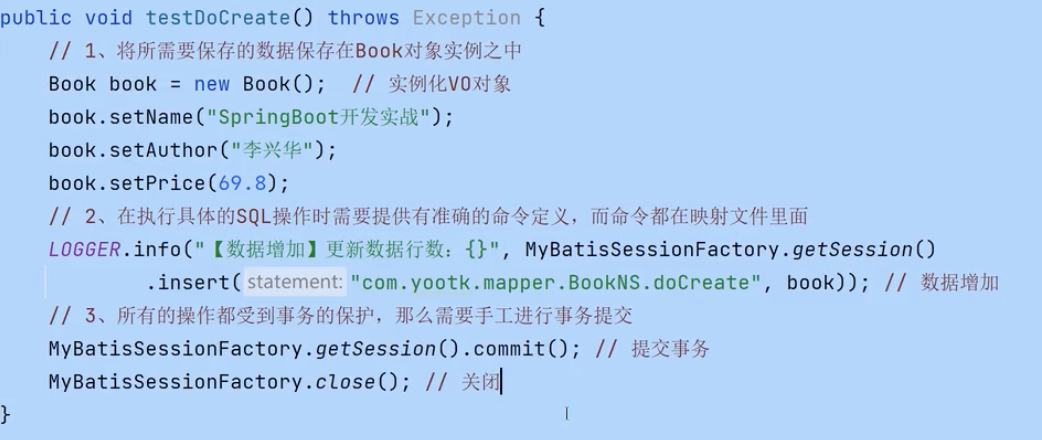 public void testDoCreate() throws Exception {
    // 1、将所需要保存的数据保存在Book对象实例之中
    Book book = new Book();  // 实例化VO对象
    book.setName("SpringBoot开发实战");
    book.setAuthor("李兴华");
    book.setPrice(69.8);
    // 2、在执行具体的SQL操作时需要提供有准确的命令定义，而命令都在映射文件里面
    LOGGER.info("【数据增加】更新数据行数：{}", MyBatisSessionFactory.getSession()
            .insert( statement: "com.yootk.mapper.BookNS.doCreate", book)); // 数据增加
    // 3、所有的操作都受到事务的保护，那么需要手工进行事务提交
    MyBatisSessionFactory.getSession().commit(); // 提交事务
    MyBatisSessionFactory.close(); // 关闭
}